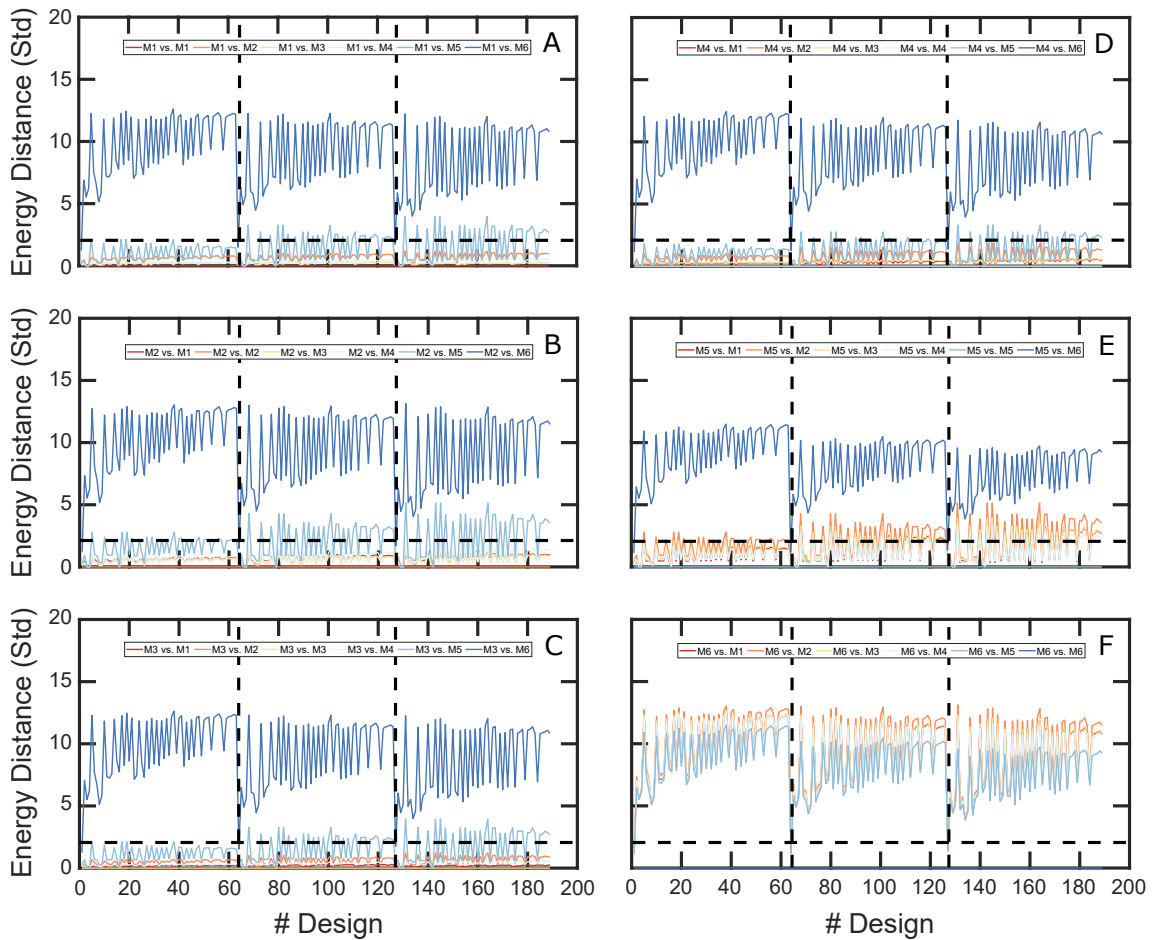 20
15
10
5
0
Energy Distance (Std)
M1 vs. M1 M1 vs. M2 M1 vs. M3 M1 vs. M4 M1 vs. M5 M1 vs. M6
A
M4 vs. M1 M4 vs. M2 M4 vs. M3 M4 vs. M4 M4 vs. M5 M4 vs. M6
D
20
15
10
5
0
Energy Distance (Std)
M2 vs. M1 M2 vs. M2 M2 vs. M3 M2 vs. M4 M2 vs. M5 M2 vs. M6
B
M5 vs. M1 M5 vs. M2 M5 vs. M3 M5 vs. M4 M5 vs. M5 M5 vs. M6
E
20
15
10
5
0
Energy Distance (Std)
M3 vs. M1 M3 vs. M2 M3 vs. M3 M3 vs. M4 M3 vs. M5 M3 vs. M6
C
M6 vs. M1 M6 vs. M2 M6 vs. M3 M6 vs. M4 M6 vs. M5 M6 vs. M6
F
0 20 40 60 80 100 120 140 160 180 200
0 20 40 60 80 100 120 140 160 180 200
# Design
# Design